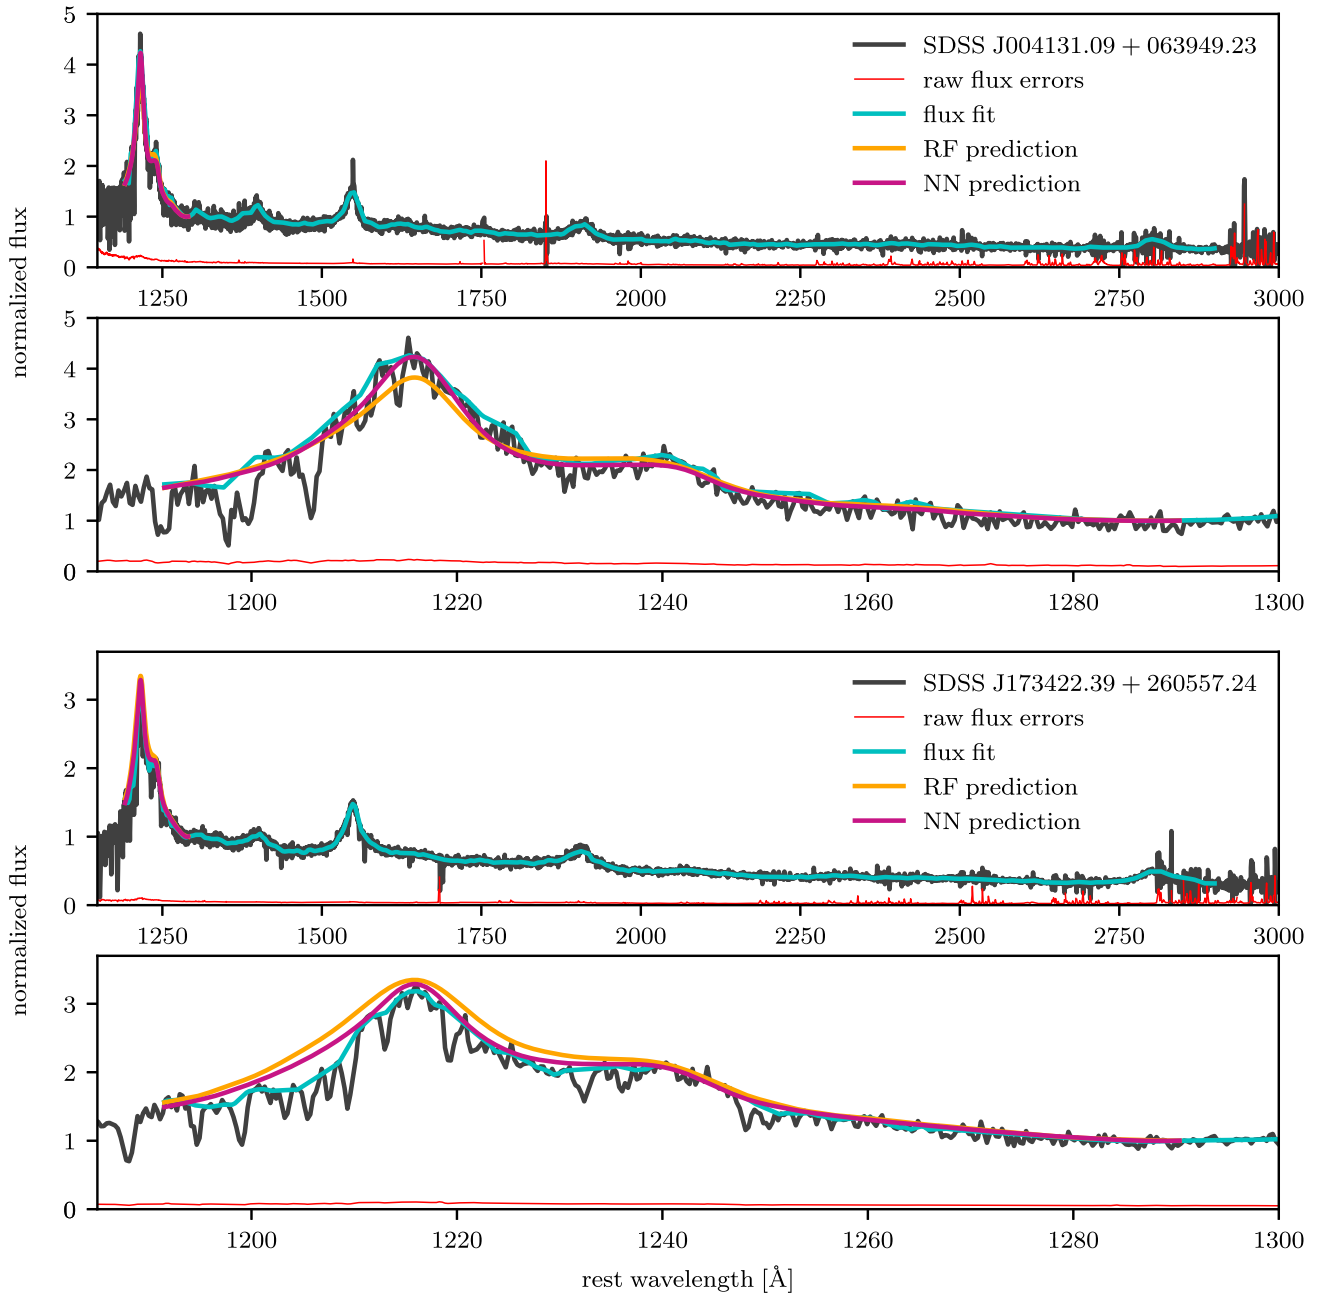 5
4
3
2
1
0
SDSS J004131.09 + 063949.23
raw flux errors
flux fit
RF prediction
NN prediction
1250 1500 1750 2000 2250 2500 2750 3000
normalized flux
5
4
3
2
1
0
1200 1220 1240 1260 1280 1300
3
2
1
0
SDSS J173422.39 + 260557.24
raw flux errors
flux fit
RF prediction
NN prediction
1250 1500 1750 2000 2250 2500 2750 3000
normalized flux
3
2
1
0
1200 1220 1240 1260 1280 1300
rest wavelength [Å]